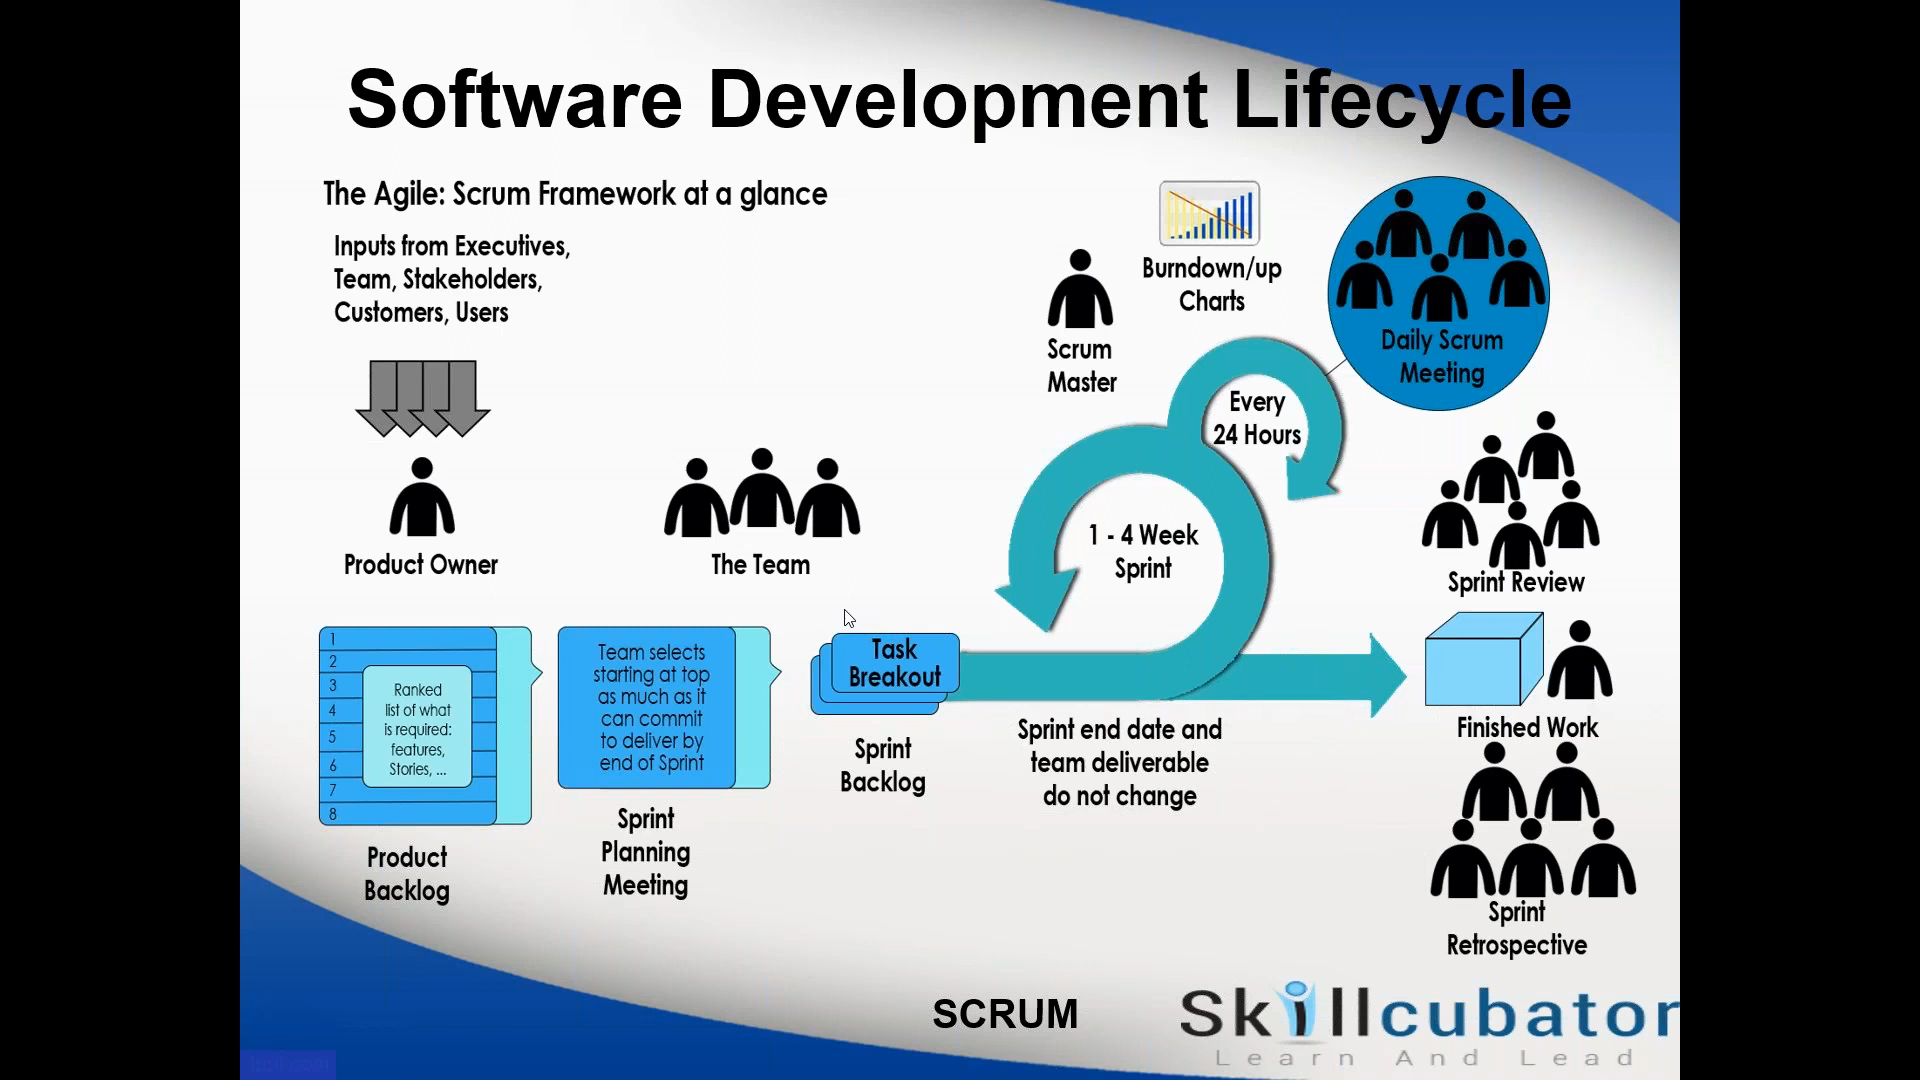 Software Development Lifecycle
The Agile: Scrum Framework at a glance
Inputs from Executives,
Team, Stakeholders,
Customers, Users
Product Owner
The Team
Scrum
Master
Burndown/up
Charts
Daily Scrum
Meeting
Every
24 Hours
1 - 4 Week
Sprint
Sprint Review
1
2
3
4
5
6
7
8
Ranked
list of what
is required:
features,
Stories, ...
Product
Backlog
Team selects
starting at top
as much as it
can commit
to deliver by
end of Sprint
Sprint
Planning
Meeting
Task
Breakout
Sprint
Backlog
Sprint end date and
team deliverable
do not change
Finished Work
Sprint
Retrospective
SCRUM
Skillcubator
Learn And Lead